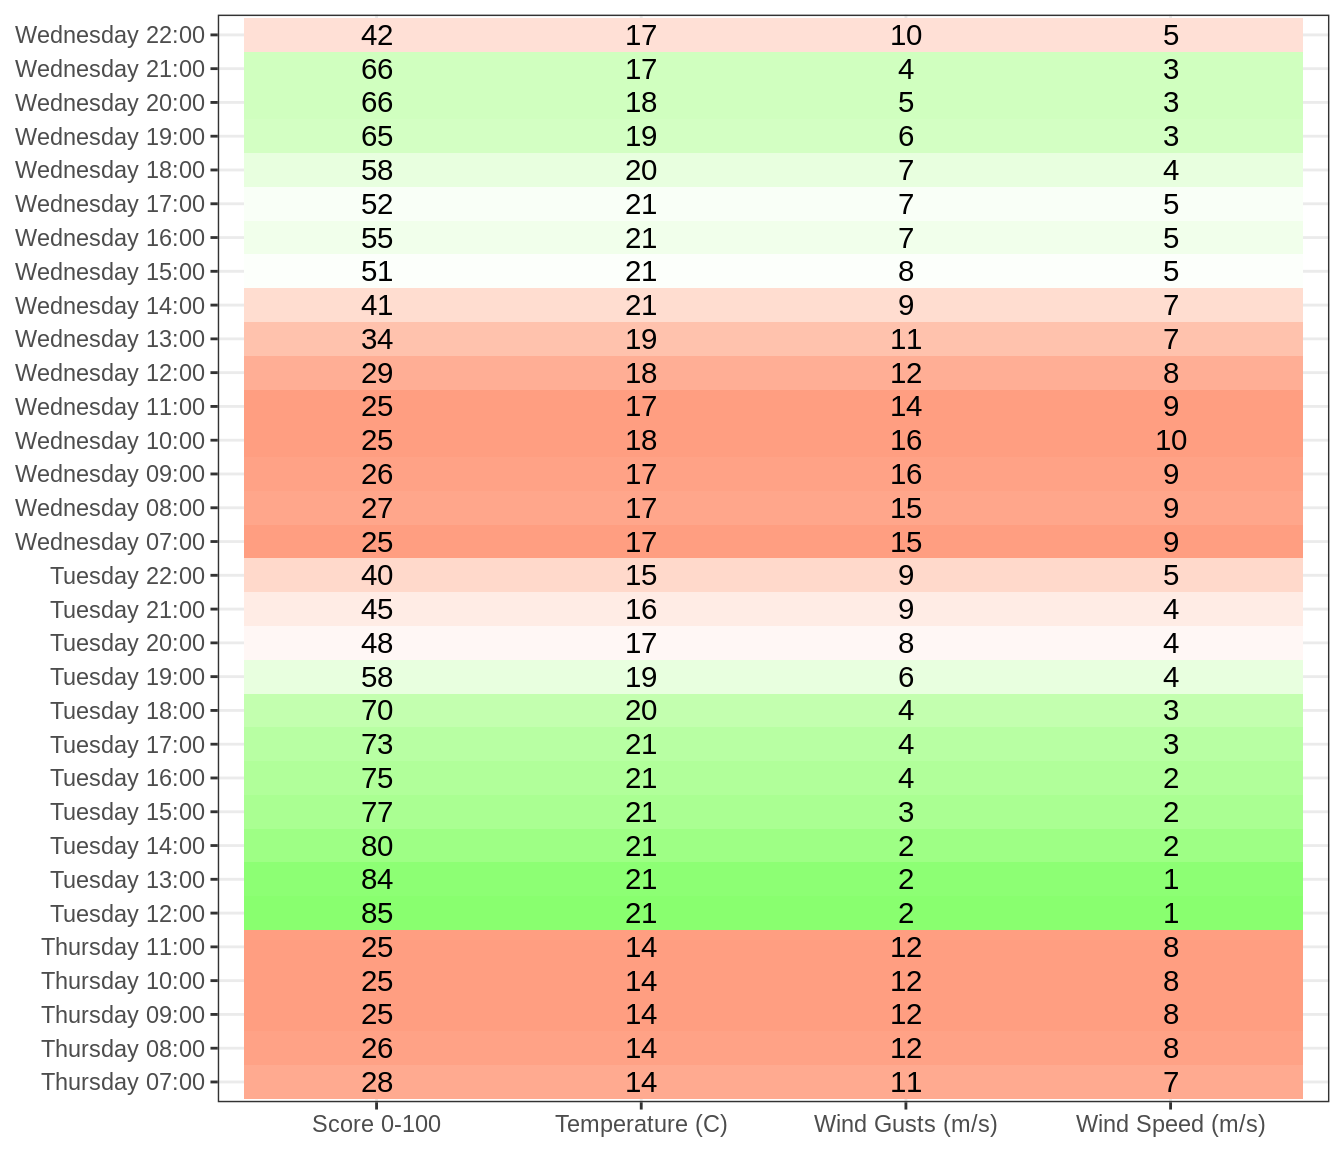 Wednesday 22:00 42 17 10 5
Wednesday 21:00 66 17 4 3
Wednesday 20:00 66 18 5 3
Wednesday 19:00 65 19 6 3
Wednesday 18:00 58 20 7 4
Wednesday 17:00 52 21 7 5
Wednesday 16:00 55 21 7 5
Wednesday 15:00 51 21 8 5
Wednesday 14:00 41 21 9 7
Wednesday 13:00 34 19 11 7
Wednesday 12:00 29 18 12 8
Wednesday 11:00 25 17 14 9
Wednesday 10:00 25 18 16 10
Wednesday 09:00 26 17 16 9
Wednesday 08:00 27 17 15 9
Wednesday 07:00 25 17 15 9
Tuesday 22:00 40 15 9 5
Tuesday 21:00 45 16 9 4
Tuesday 20:00 48 17 8 4
Tuesday 19:00 58 19 6 4
Tuesday 18:00 70 20 4 3
Tuesday 17:00 73 21 4 3
Tuesday 16:00 75 21 4 2
Tuesday 15:00 77 21 3 2
Tuesday 14:00 80 21 2 2
Tuesday 13:00 84 21 2 1
Tuesday 12:00 85 21 2 1
Thursday 11:00 25 14 12 8
Thursday 10:00 25 14 12 8
Thursday 09:00 25 14 12 8
Thursday 08:00 26 14 12 8
Thursday 07:00 28 14 11 7
Score 0-100 Temperature (C) Wind Gusts (m/s) Wind Speed (m/s)